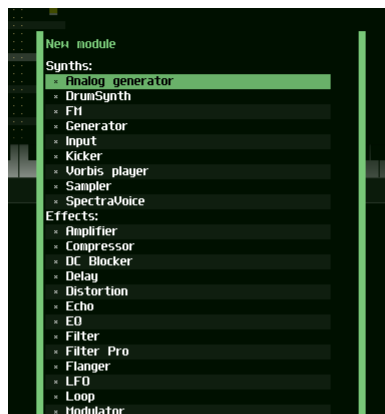 New module
Synths:
Analog generator
DrumSynth
FM
Generator
Input
Kicker
Vorbis player
Sampler
SpectraVoice
Effects:
Amplifier
Compressor
DC Blocker
Delay
Distortion
Echo
EQ
Filter
Filter Pro
Flanger
LFO
Loop
Modulator